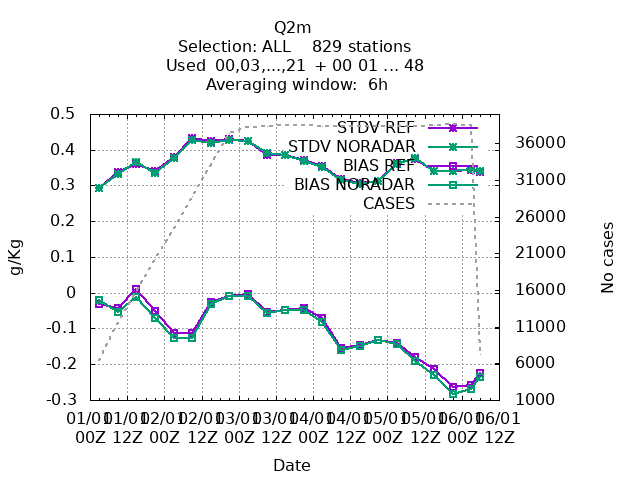 Q2m
Selection: ALL    829 stations
Used  00,03,...,21  + 00 01 ... 48
Averaging window:  6h
STDV REF
STDV NORADAR
BIAS REF
BIAS NORADAR
CASES
g/Kg
0.5
0.4
0.3
0.2
0.1
0
-0.1
-0.2
-0.3
No cases
36000
31000
26000
21000
16000
11000
6000
1000
01/01 01/01 02/01 02/01 03/01 03/01 04/01 04/01 05/01 05/01 06/01 06/01
00Z 12Z 00Z 12Z 00Z 12Z 00Z 12Z 00Z 12Z 00Z 12Z
Date